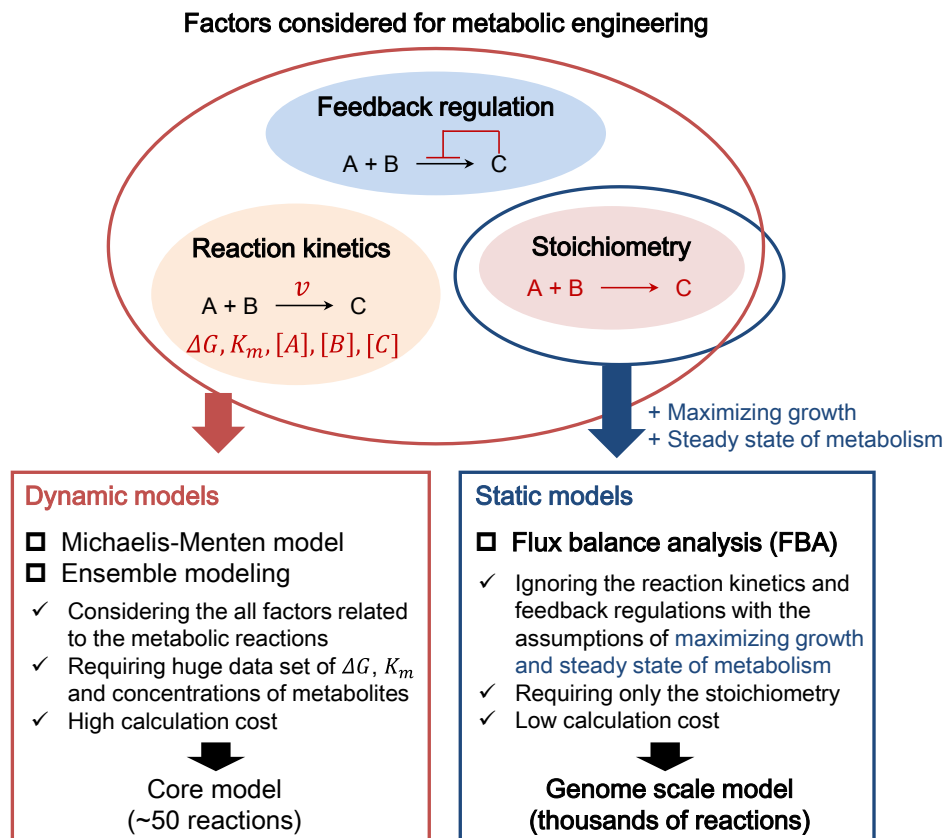 Factors considered for metabolic engineering
Feedback regulation
A + B → C
Reaction kinetics
A + B v → C
ΔG, Kₘ, [A], [B], [C]
Stoichiometry
A + B → C
+ Maximizing growth
+ Steady state of metabolism
Dynamic models
Michaelis-Menten model
Ensemble modeling
✓ Considering the all factors related
to the metabolic reactions
✓ Requiring huge data set of ΔG, Kₘ
and concentrations of metabolites
✓ High calculation cost
Core model
(~50 reactions)
Static models
Flux balance analysis (FBA)
✓ Ignoring the reaction kinetics and
feedback regulations with the
assumptions of maximizing growth
and steady state of metabolism
✓ Requiring only the stoichiometry
✓ Low calculation cost
Genome scale model
(thousands of reactions)